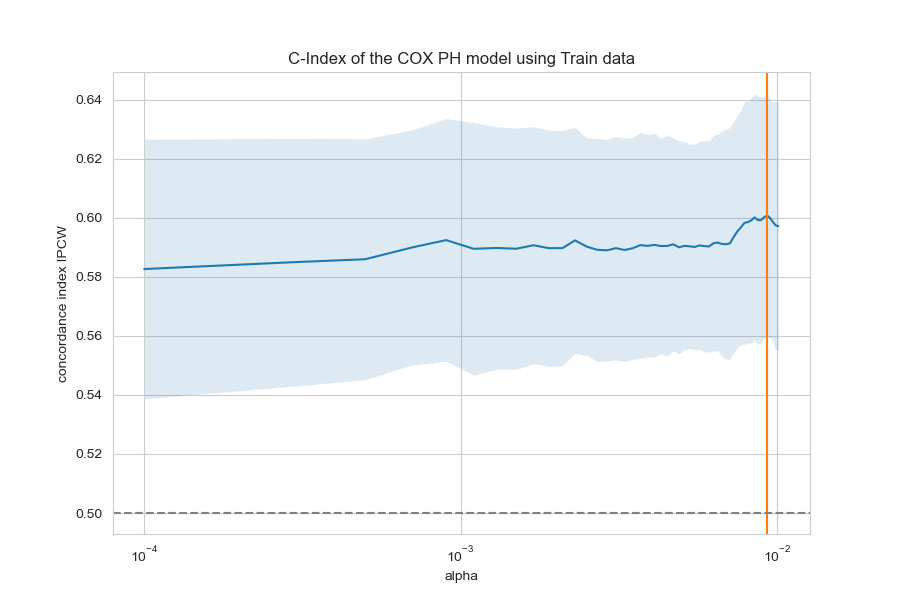 C-Index of the COX PH model using Train data
concordance index IPCW
0.64
0.62
0.60
0.58
0.56
0.54
0.52
0.50
10⁻⁴ 10⁻³ 10⁻²
alpha